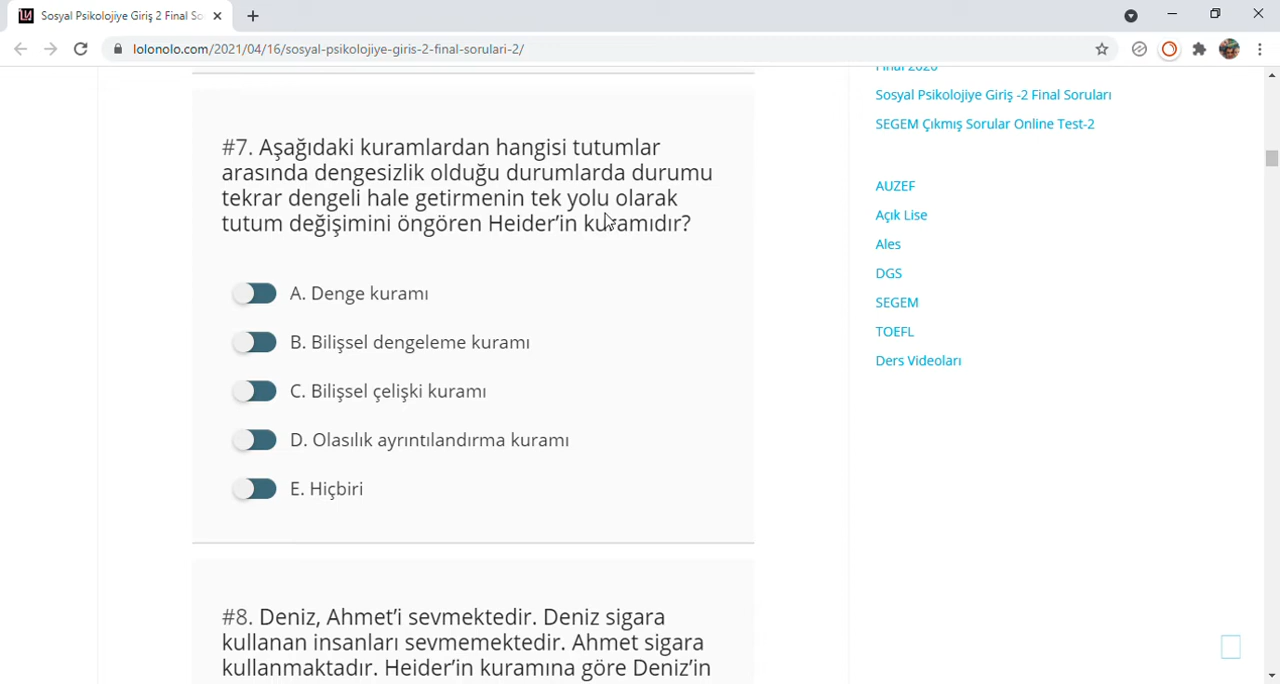 Sosyal Psikolojiye Giriş 2 Final So
lolonolo.com/2021/04/16/sosyal-psikolojiye-giris-2-final-sorulari-2/
Final 2020
Sosyal Psikolojiye Giriş -2 Final Soruları
SEGEM Çıkmış Sorular Online Test-2
AUZEF
Açık Lise
Ales
DGS
SEGEM
TOEFL
Ders Videoları
#7. Aşağıdaki kuramlardan hangisi tutumlar
arasında dengesizlik olduğu durumlarda durumu
tekrar dengeli hale getirmenin tek yolu olarak
tutum değişimini öngören Heider’in kuramıdır?
A. Denge kuramı
B. Bilişsel dengeleme kuramı
C. Bilişsel çelişki kuramı
D. Olasılık ayrıntılandırma kuramı
E. Hiçbiri
#8. Deniz, Ahmet’i sevmektedir. Deniz sigara
kullanan insanları sevmemektedir. Ahmet sigara
kullanmaktadır. Heider’in kuramına göre Deniz’in